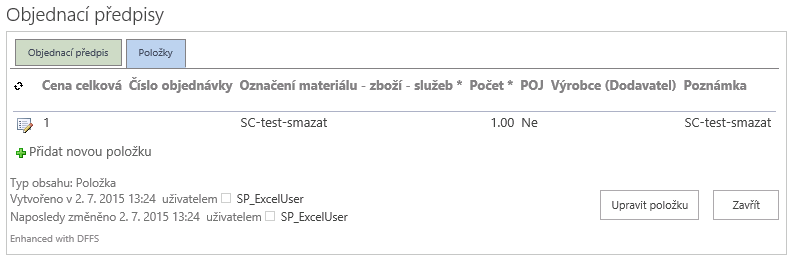 Objednací předpisy
Objednací předpis Položky
Cena celková Číslo objednávky Označení materiálu - zboží - služeb * Počet * POJ Výrobce (Dodavatel) Poznámka
1 SC-test-smazat 1.00 Ne SC-test-smazat
Přidat novou položku
Typ obsahu: Položka
Vytvořeno v 2. 7. 2015 13:24 uživatelem SP_ExcelUser
Naposledy změněno 2. 7. 2015 13:24 uživatelem SP_ExcelUser
Upravit položku Zavřít
Enhanced with DFFS